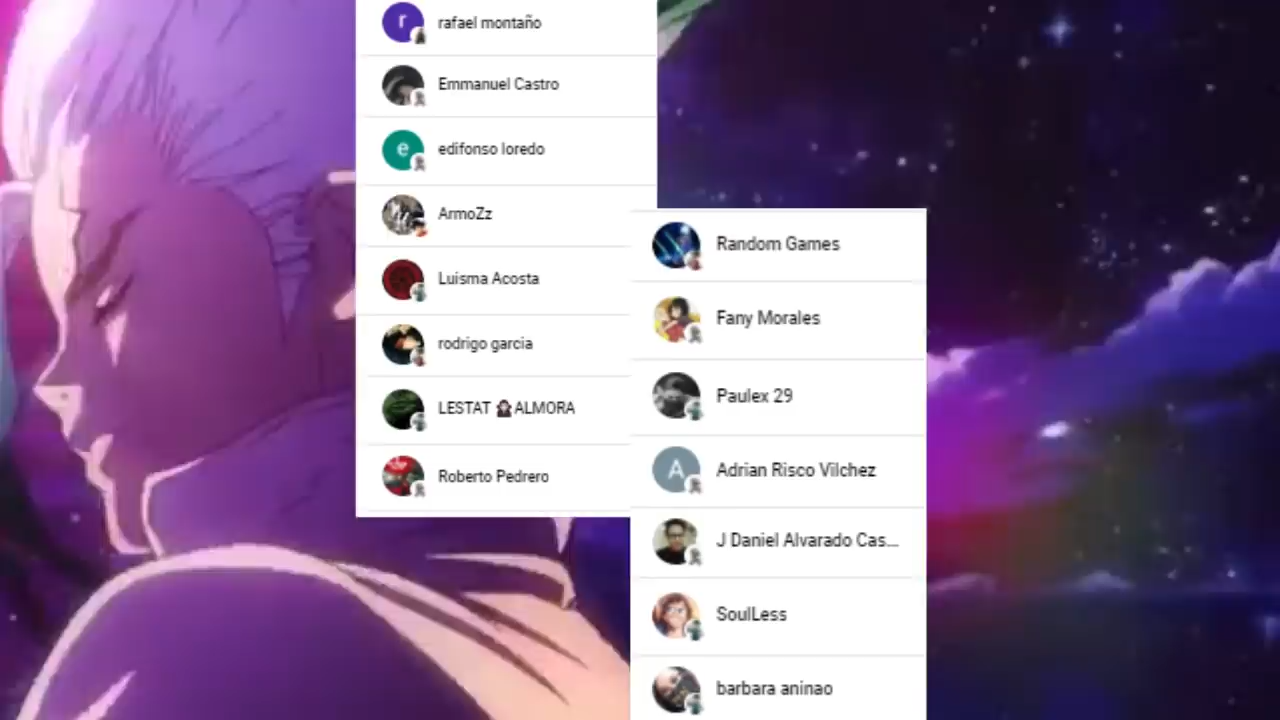 r rafael montaño
Emmanuel Castro
e edifonso loredo
ArmoZz
Luisma Acosta
rodrigo garcia
LESTAT 🧛🏻‍♂️ALMORA
Roberto Pedrero
Random Games
Fany Morales
Paulex 29
A Adrian Risco Vilchez
J Daniel Alvarado Cas...
SoulLess
barbara aninao